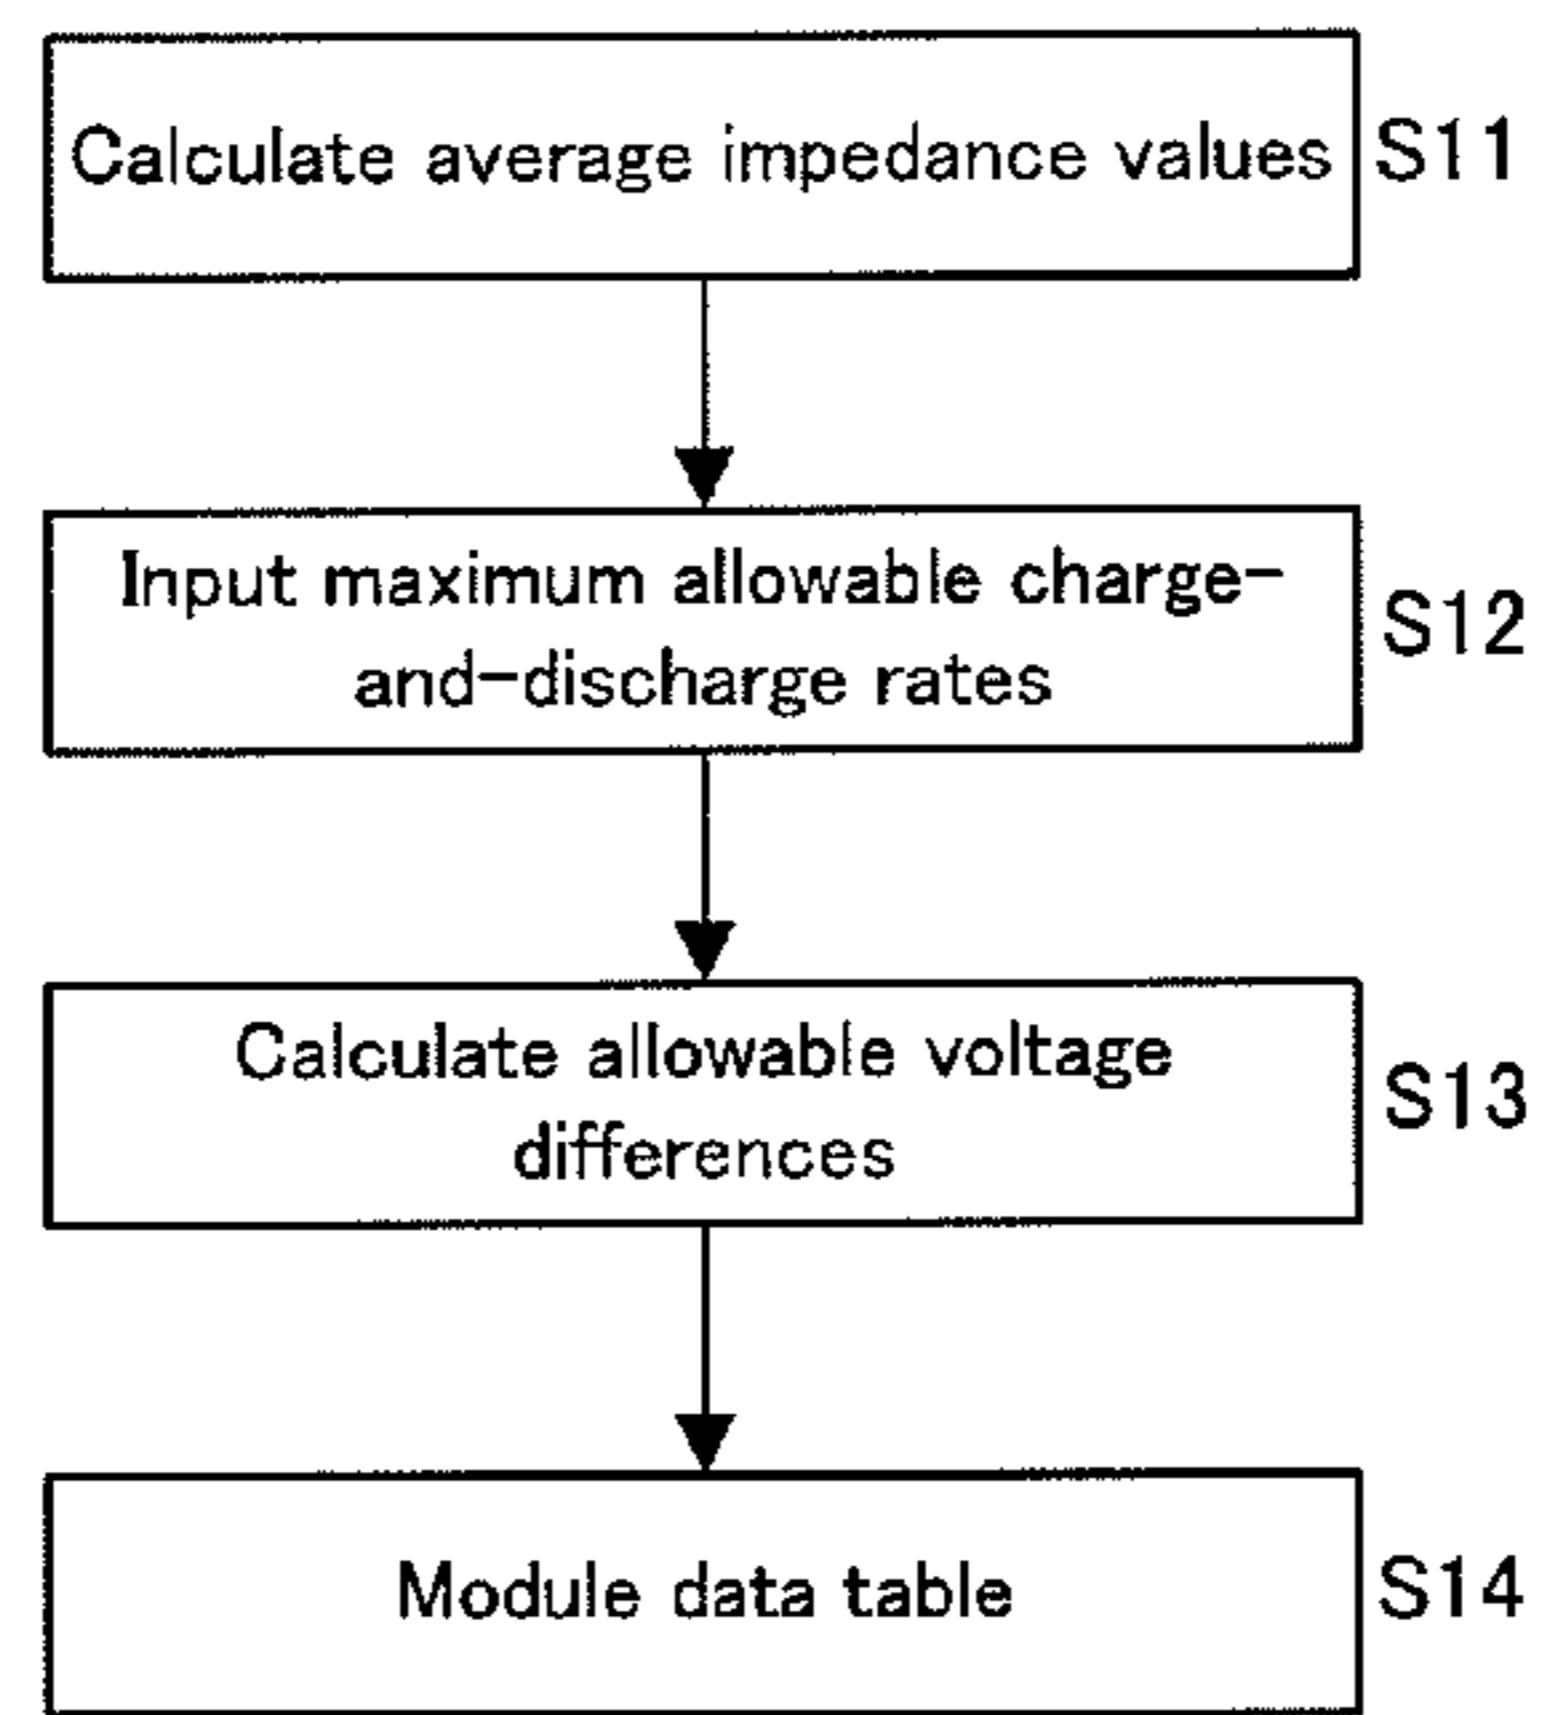 Calculate average impedance values S11
Input maximum allowable charge-
and-discharge rates
S12
Calculate allowable voltage
differences
S13
Module data table S14